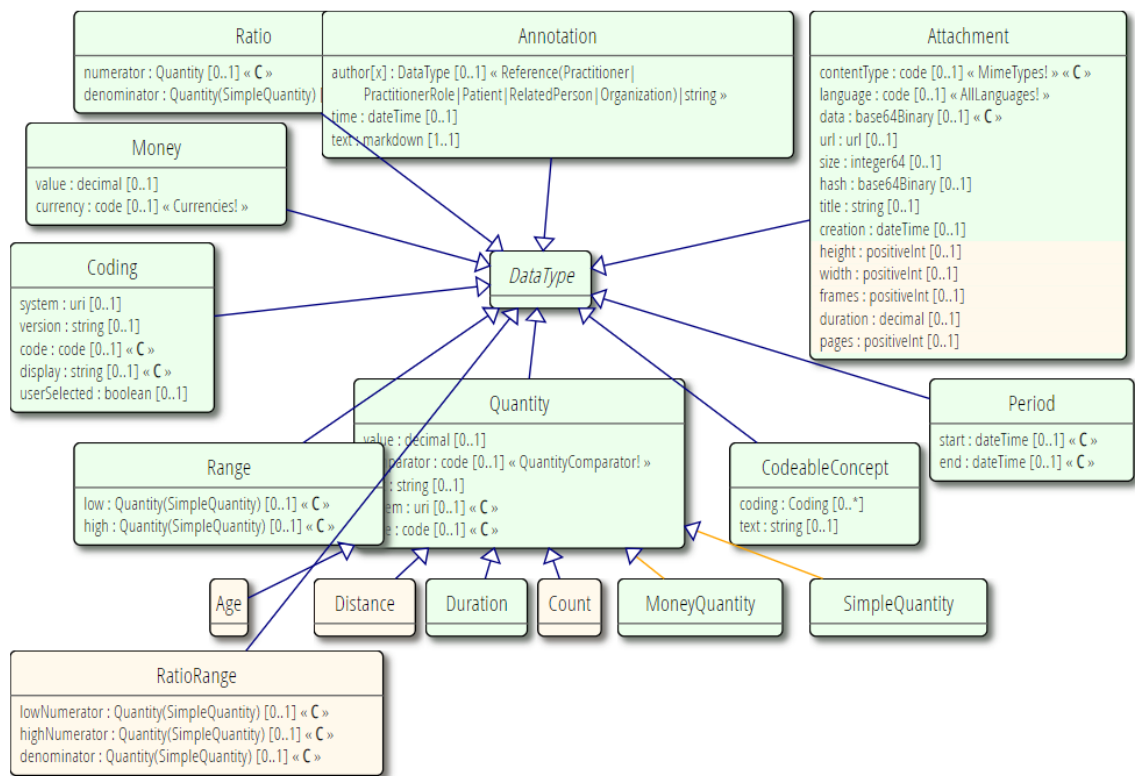 Ratio
numerator : Quantity [0..1] « C »
denominator : Quantity(SimpleQuantity)
Annotation
author[x] : DataType [0..1] « Reference(Practitioner|
PractitionerRole|Patient|RelatedPerson|Organization)|string »
time : dateTime [0..1]
text : markdown [1..1]
Attachment
contentType : code [0..1] « MimeTypes! » « C »
language : code [0..1] « AllLanguages! »
data : base64Binary [0..1] « C »
url : url [0..1]
size : integer64 [0..1]
hash : base64Binary [0..1]
title : string [0..1]
creation : dateTime [0..1]
height : positiveInt [0..1]
width : positiveInt [0..1]
frames : positiveInt [0..1]
duration : decimal [0..1]
pages : positiveInt [0..1]
Money
value : decimal [0..1]
currency : code [0..1] « Currencies! »
Coding
system : uri [0..1]
version : string [0..1]
code : code [0..1] « C »
display : string [0..1] « C »
userSelected : boolean [0..1]
DataType
Quantity
value : decimal [0..1]
: code [0..1] « QuantityComparator! »
: string [0..1]
: uri [0..1] « C »
: code [0..1] « C »
Period
start : dateTime [0..1] « C »
end : dateTime [0..1] « C »
Range
low : Quantity(SimpleQuantity) [0..1] « C »
high : Quantity(SimpleQuantity) [0..1] « C »
CodeableConcept
coding : Coding [0..*]
text : string [0..1]
Age
Distance
Duration
Count
MoneyQuantity
SimpleQuantity
RatioRange
lowNumerator : Quantity(SimpleQuantity) [0..1] « C »
highNumerator : Quantity(SimpleQuantity) [0..1] « C »
denominator : Quantity(SimpleQuantity) [0..1] « C »